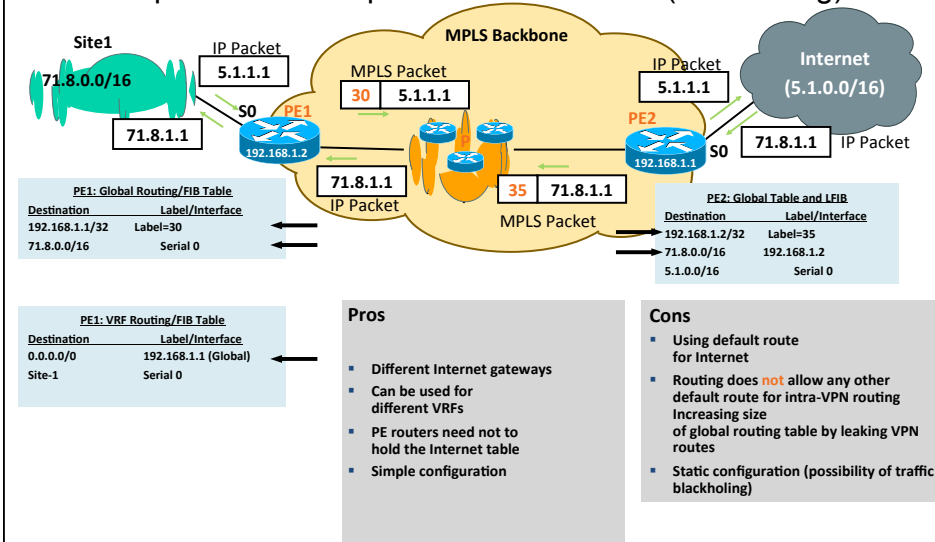 Site1
MPLS Backbone
IP Packet
71.8.0.0/16
5.1.1.1
MPLS Packet
30 5.1.1.1
IP Packet
5.1.1.1
Internet
(5.1.0.0/16)
S0
PE1
71.8.1.1
192.168.1.2
P
PE2
192.168.1.1
S0
71.8.1.1
IP Packet
71.8.1.1
IP Packet
35 71.8.1.1
MPLS Packet
PE1: Global Routing/FIB Table
Destination Label/Interface
192.168.1.1/32 Label=30
71.8.0.0/16 Serial 0
PE2: Global Table and LFIB
Destination Label/Interface
192.168.1.2/32 Label=35
71.8.0.0/16 192.168.1.2
5.1.0.0/16 Serial 0
PE1: VRF Routing/FIB Table
Destination Label/Interface
0.0.0.0/0 192.168.1.1 (Global)
Site-1 Serial 0
Pros
▪ Different Internet gateways
▪ Can be used for
different VRFs
▪ PE routers need not to
hold the Internet table
▪ Simple configuration
Cons
▪ Using default route
for Internet
▪ Routing does not allow any other
default route for intra-VPN routing
Increasing size
of global routing table by leaking VPN
routes
▪ Static configuration (possibility of traffic
blackholing)